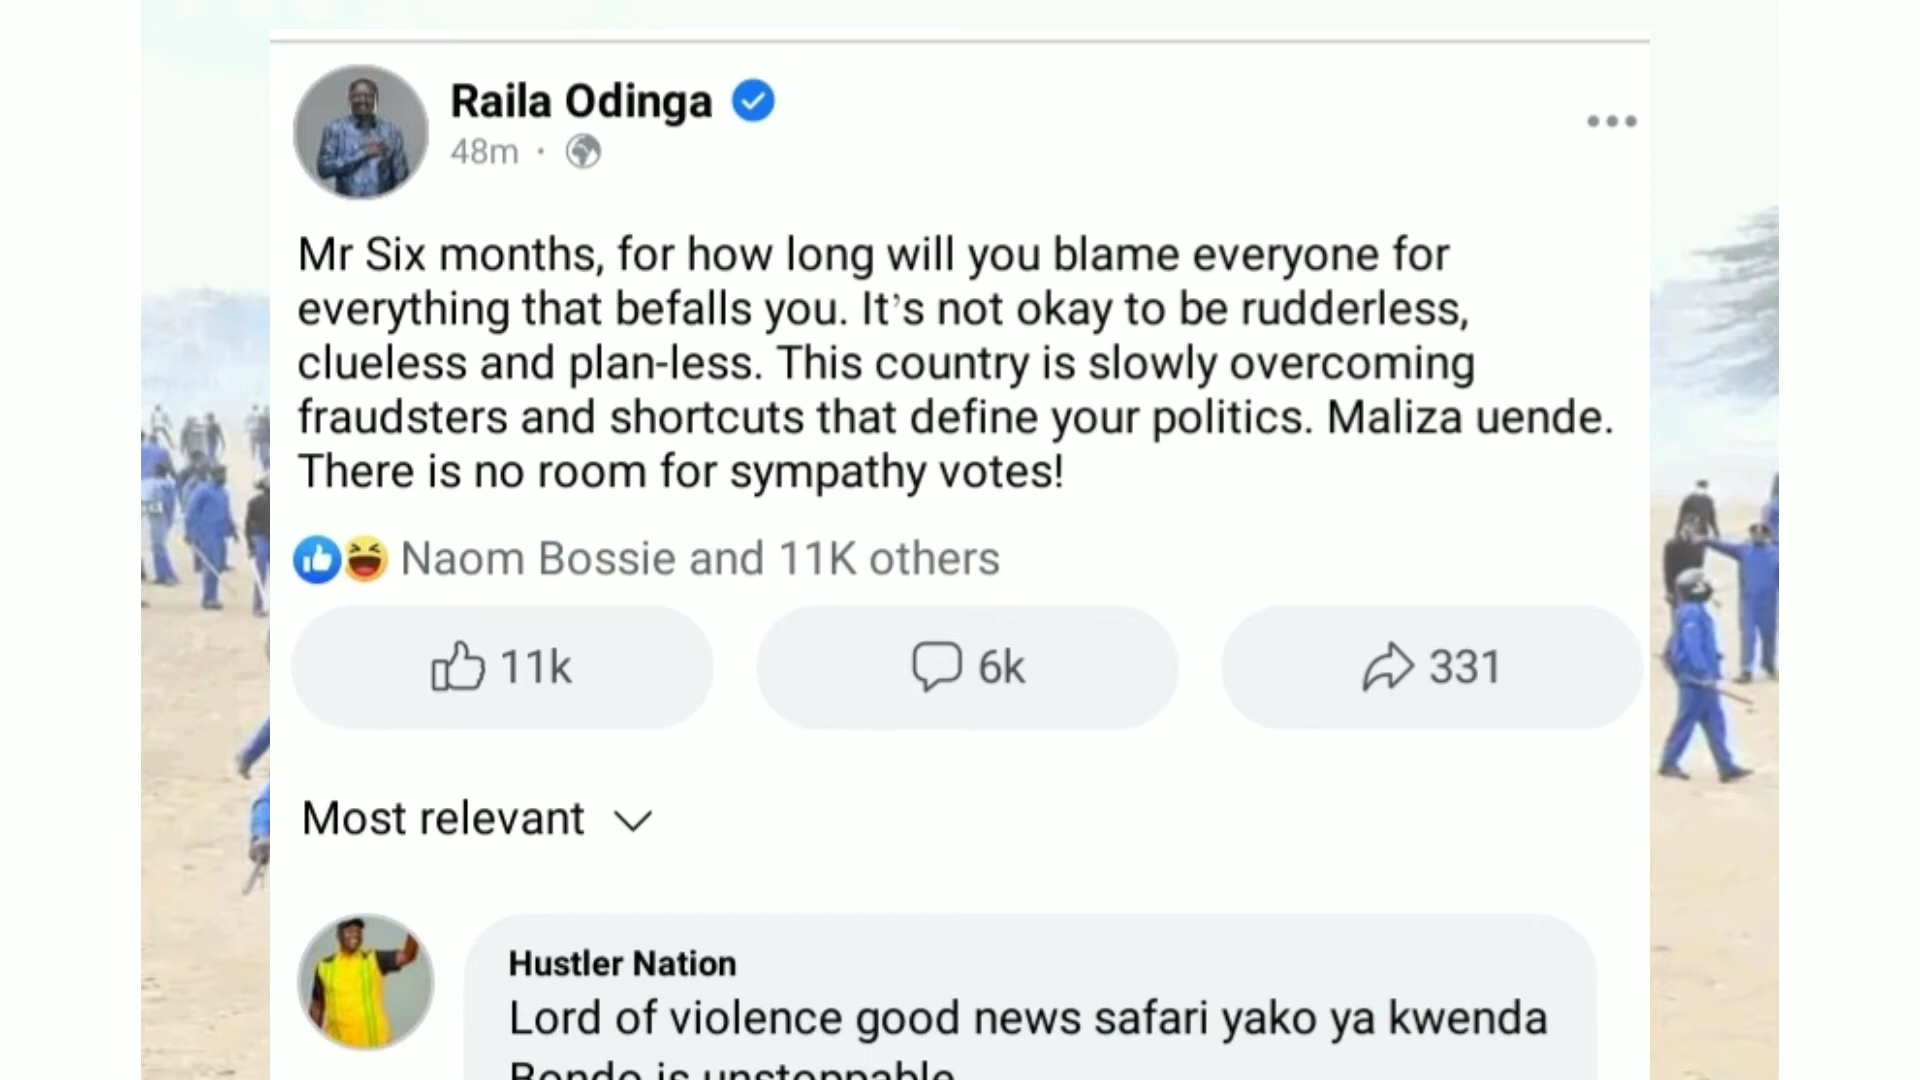 Raila Odinga
48m ·
Mr Six months, for how long will you blame everyone for
everything that befalls you. It's not okay to be rudderless,
clueless and plan-less. This country is slowly overcoming
fraudsters and shortcuts that define your politics. Maliza uende.
There is no room for sympathy votes!
Naom Bossie and 11K others
11k 6k 331
Most relevant
Hustler Nation
Lord of violence good news safari yako ya kwenda
Bondo is unstoppable